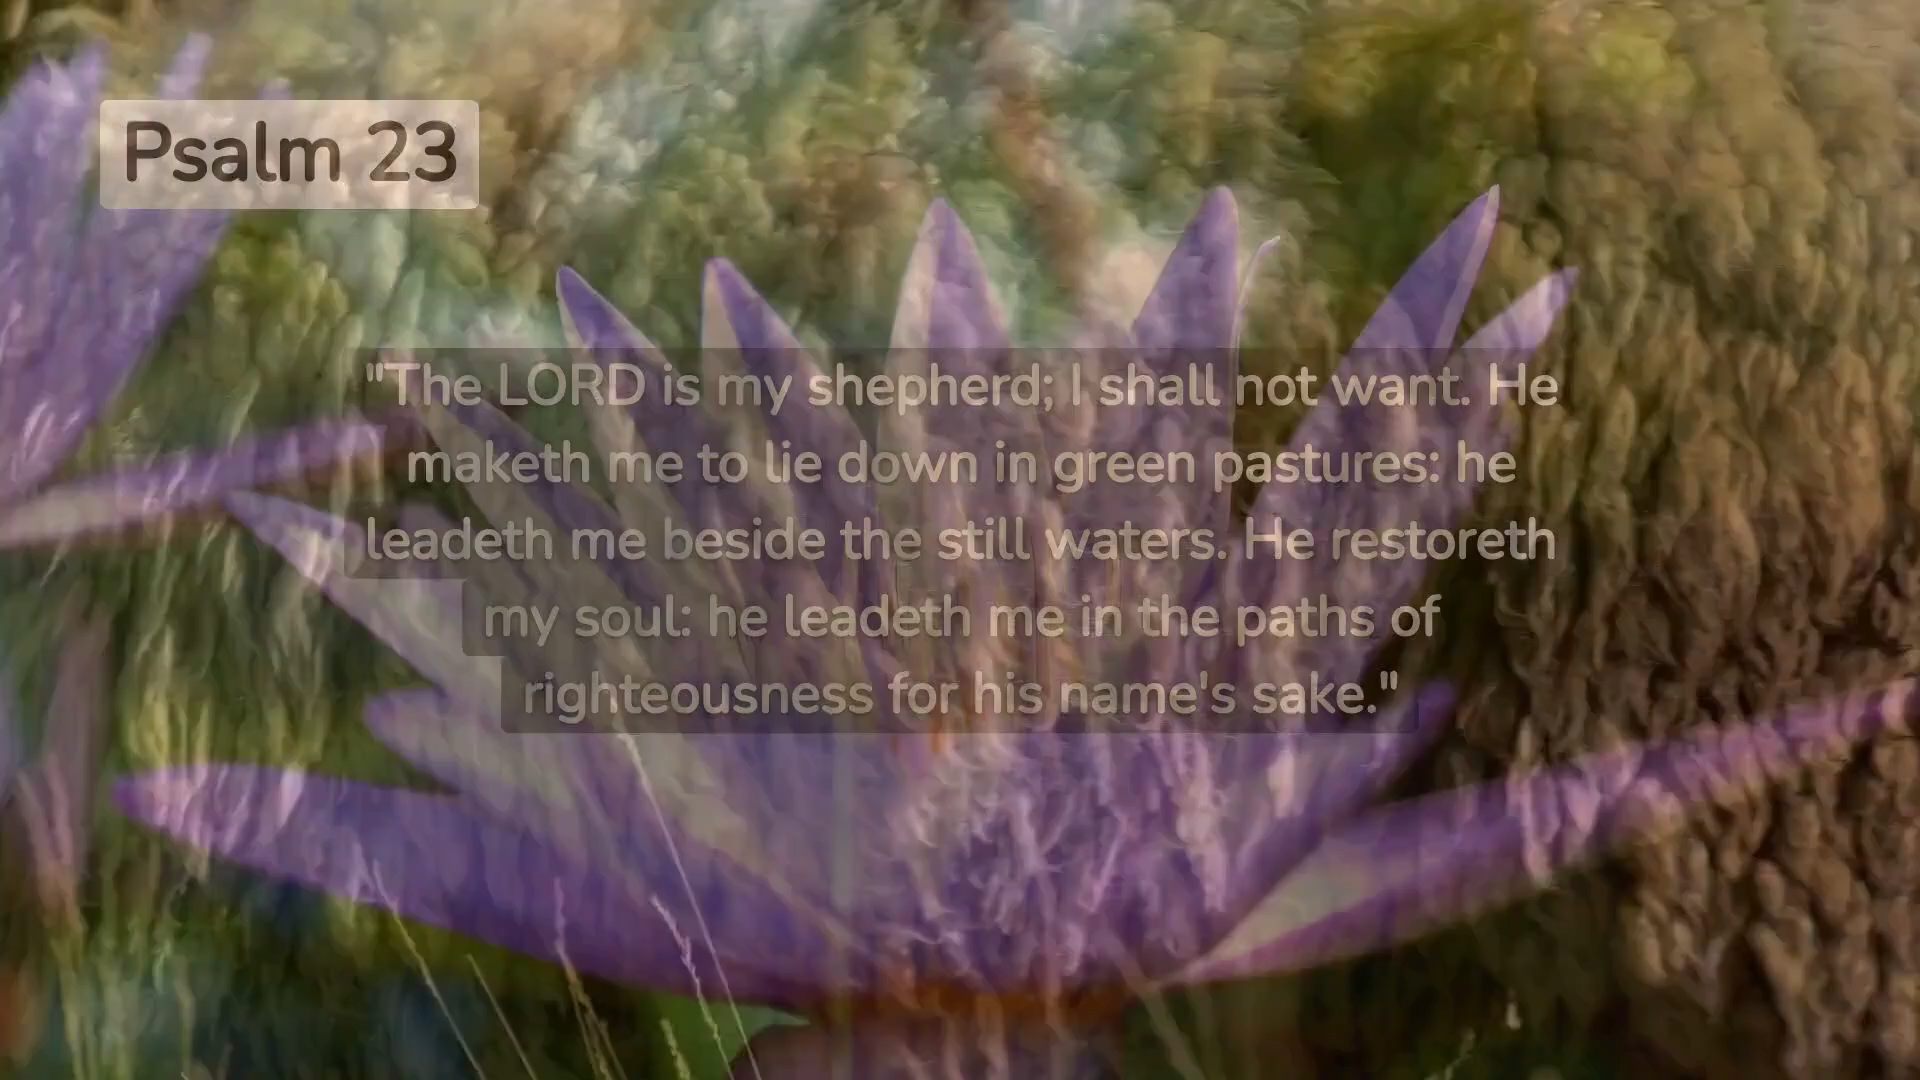 Psalm 23
"The LORD is my shepherd; I shall not want. He
maketh me to lie down in green pastures: he
leadeth me beside the still waters. He restoreth
my soul: he leadeth me in the paths of
righteousness for his name's sake."